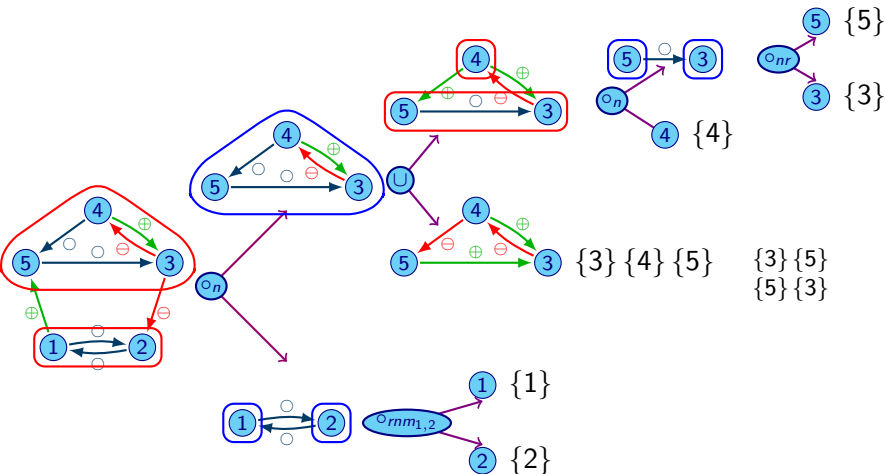 5 {5}
4 5 3 ○ ∘nr
⊕ ⊕ ○ ⊖
5 3 ∘n 3 {3}
4 4 {4}
⊕ ○ ○ ⊖
5 3 ∪
4 4
⊕ ⊕ ○ ○ ⊖ ⊖ ⊕
5 3 5 3 {3} {4} {5} {3} {5}
∘n {5} {3}
⊕ ⊖
○
1 2
○
1 {1}
○
1 2 ∘rnm1,2
○
2 {2}